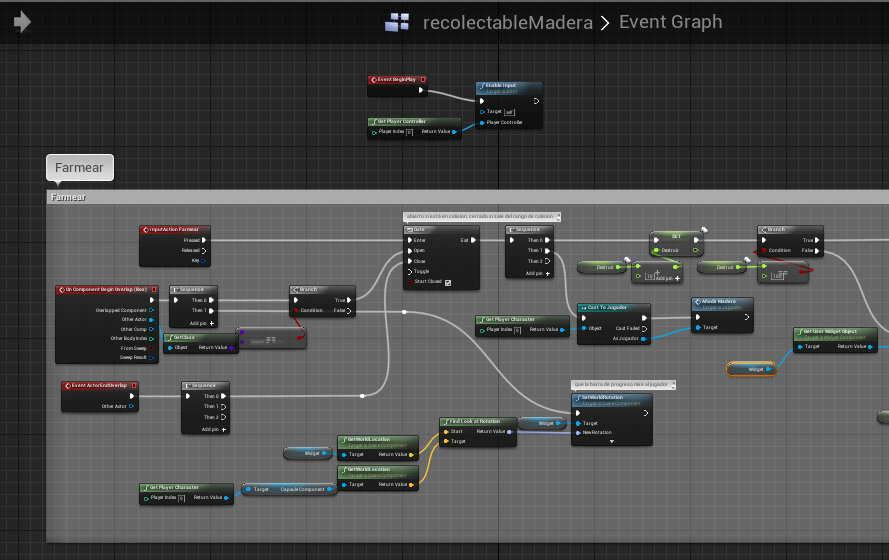 recolectableMadera > Event Graph
Event BeginPlay
Enable Input
Target is Actor
Target self
Player Controller
Get Player Controller
Player Index 0 Return Value
Farmear
Farmear
abierto si está en colision, cerrado si sale del rango de colision
InputAction Farmear
Pressed
Released
Key
Gate
Enter Exit
Open
Close
Toggle
Start Closed
Sequence
Then 0
Then 1
Then 2
Add pin
SET
Destruir
Destruir
Add pin
Destruir
Branch
True
Condition False
On Component Begin Overlap (Box)
Overlapped Component
Other Actor
Other Comp
Other Body Index
From Sweep
Sweep Result
Sequence
Then 0
Then 1
Add pin
GetClass
Object Return Value
Branch
True
Condition False
Get Player Character
Player Index 0 Return Value
Cast To Jugador
Object Cast Failed
As Jugador
Añadir Madera
Target
Get User Widget Object
Target is Widget Component
Target Return Value
Widget
Event ActorEndOverlap
Other Actor
Sequence
Then 0
Then 1
Then 2
Add pin
que la barra de progreso mire al jugador
SetWorldRotation
Target is Scene Component
Target
New Rotation
Widget
Find Look at Rotation
Start Return Value
Target
Widget
GetWorldLocation
Target is Scene Component
Target Return Value
GetWorldLocation
Target is Scene Component
Target Return Value
Get Player Character
Player Index 0 Return Value
Target Capsule Component